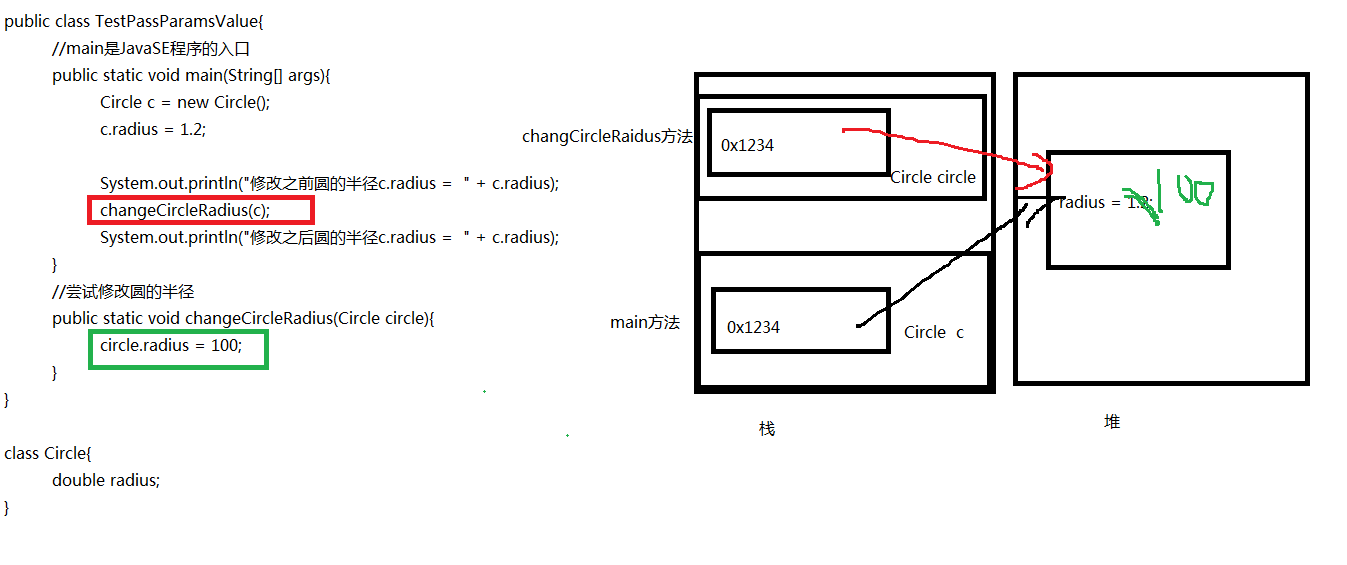 public class TestPassParamsValue{
//main是JavaSE程序的入口
public static void main(String[] args){
Circle c = new Circle();
c.radius = 1.2;
System.out.println("修改之前圆的半径c.radius =  " + c.radius);
changeCircleRadius(c);
System.out.println("修改之后圆的半径c.radius =  " + c.radius);
}
//尝试修改圆的半径
public static void changeCircleRadius(Circle circle){
circle.radius = 100;
}
}
class Circle{
double radius;
}
changCircleRaidus方法
0x1234
Circle circle
main方法
0x1234
Circle  c
栈
radius = 1.2;
100
堆